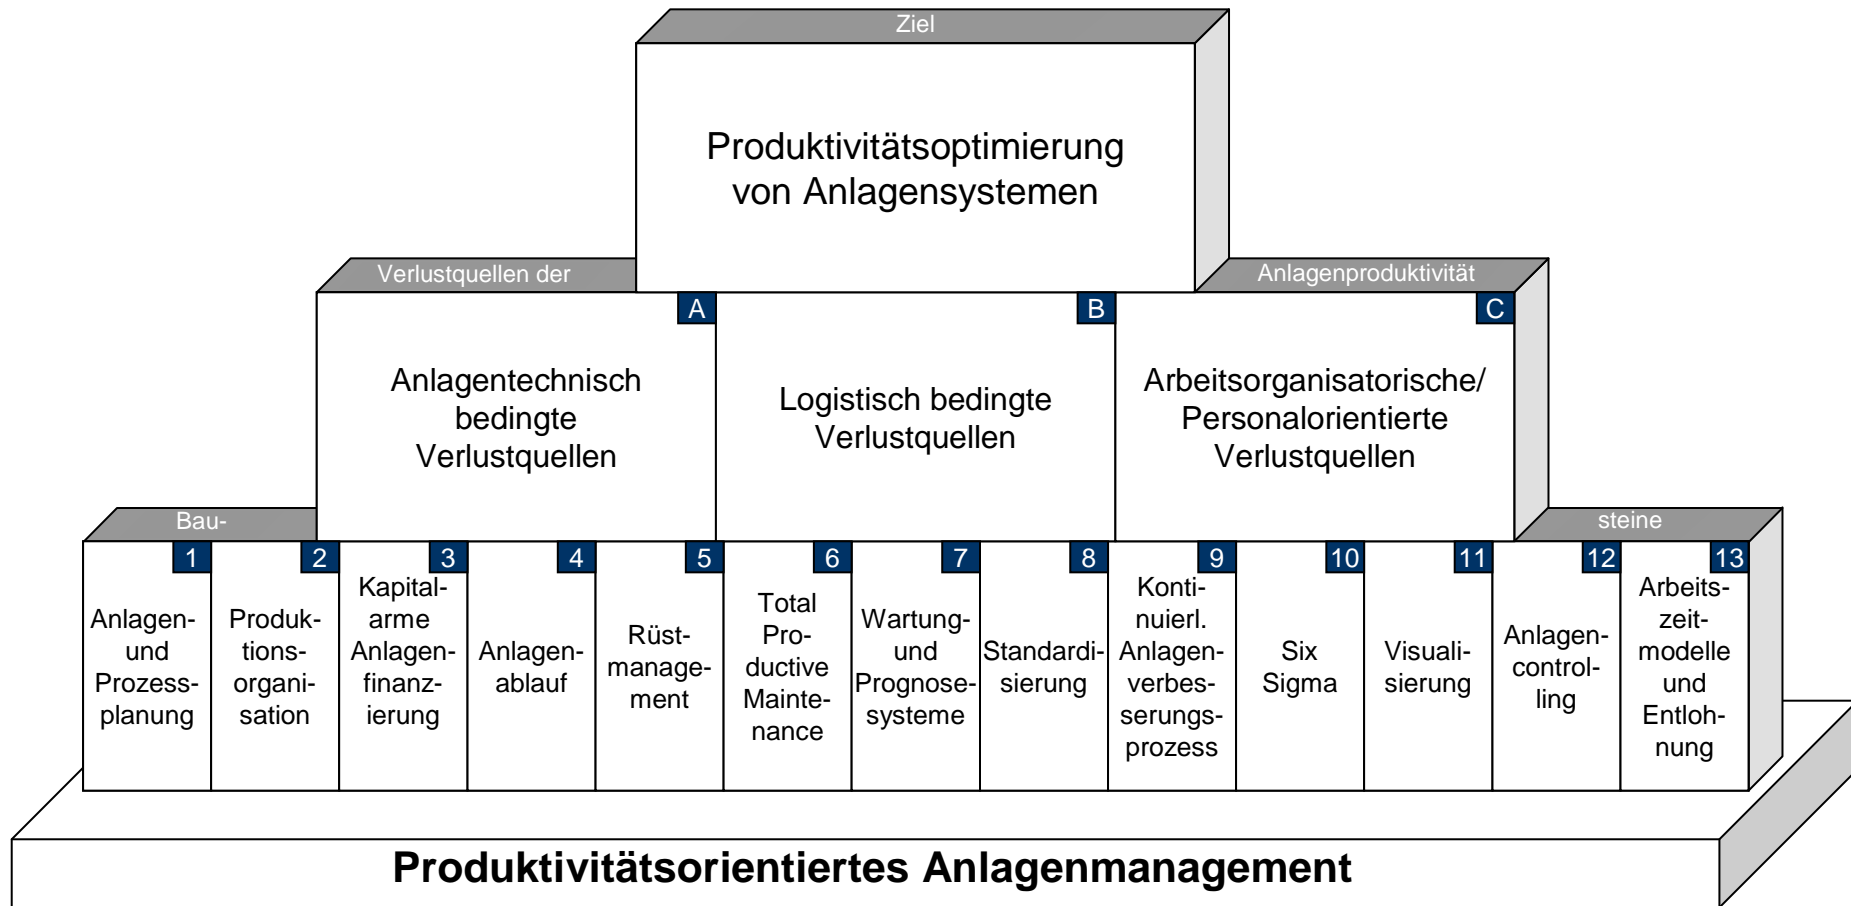 Ziel
Produktivitätsoptimierung
von Anlagensystemen
Verlustquellen der
Anlagenproduktivität
A
Anlagentechnisch
bedingte
Verlustquellen
B
Logistisch bedingte
Verlustquellen
C
Arbeitsorganisatorische/
Personalorientierte
Verlustquellen
Bau-
steine
1
Anlagen-
und
Prozess-
planung
2
Produk-
tions-
organi-
sation
3
Kapital-
arme
Anlagen-
finanz-
ierung
4
Anlagen-
ablauf
5
Rüst-
manage-
ment
6
Total
Pro-
ductive
Mainte-
nance
7
Wartung-
und
Prognose-
systeme
8
Standardi-
sierung
9
Konti-
nuierl.
Anlagen-
verbes-
serungs-
prozess
10
Six
Sigma
11
Visuali-
sierung
12
Anlagen-
control-
ling
13
Arbeits-
zeit-
modelle
und
Entloh-
nung
Produktivitätsorientiertes Anlagenmanagement